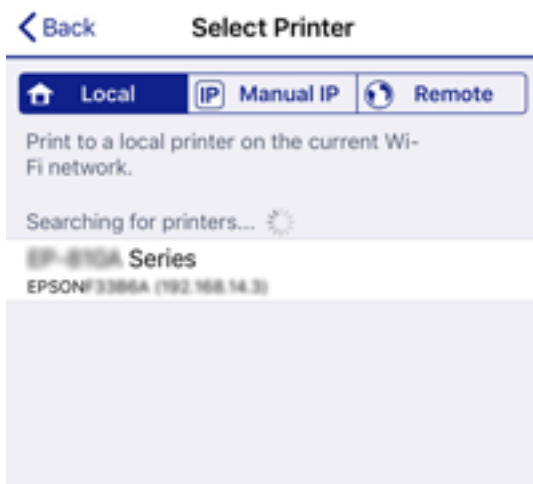 Back Select Printer
Local IP Manual IP Remote
Print to a local printer on the current Wi-
Fi network.
Searching for printers...
Series
EPSON